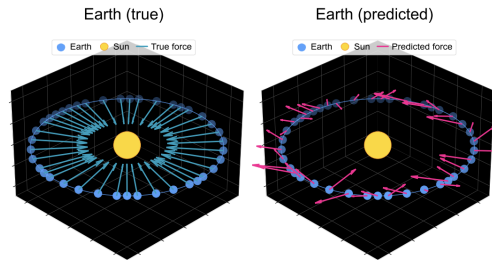 Earth (true)
Earth Sun True force
Earth (predicted)
Earth Sun Predicted force